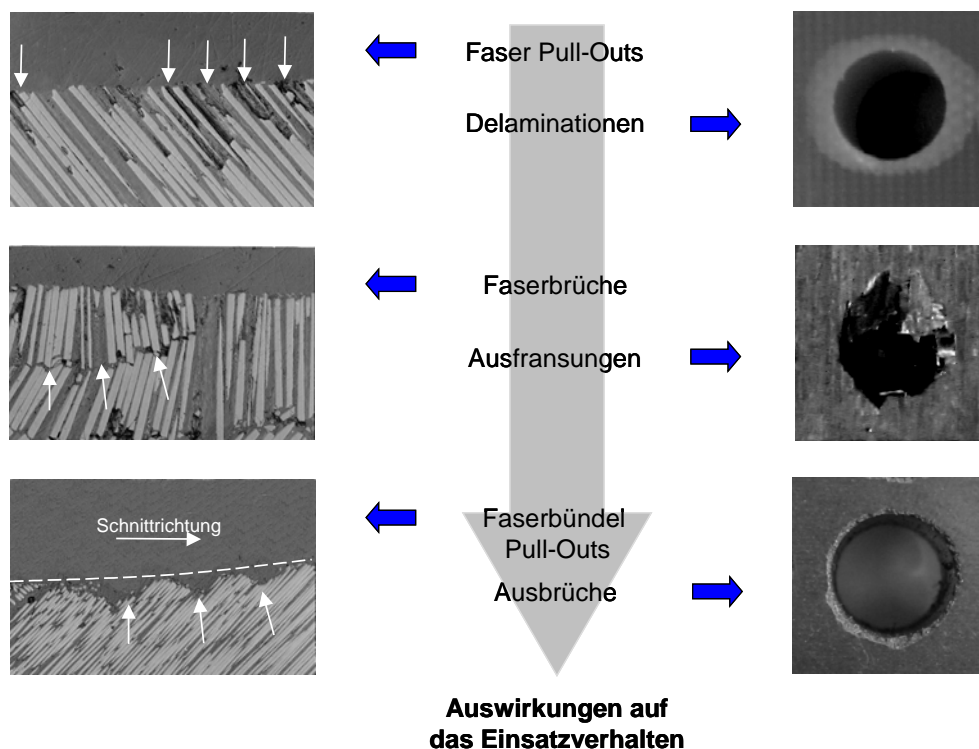 Faser Pull-Outs
Delaminationen
Faserbrüche
Ausfransungen
Schnittrichtung
Faserbündel
Pull-Outs
Ausbrüche
Auswirkungen auf
das Einsatzverhalten